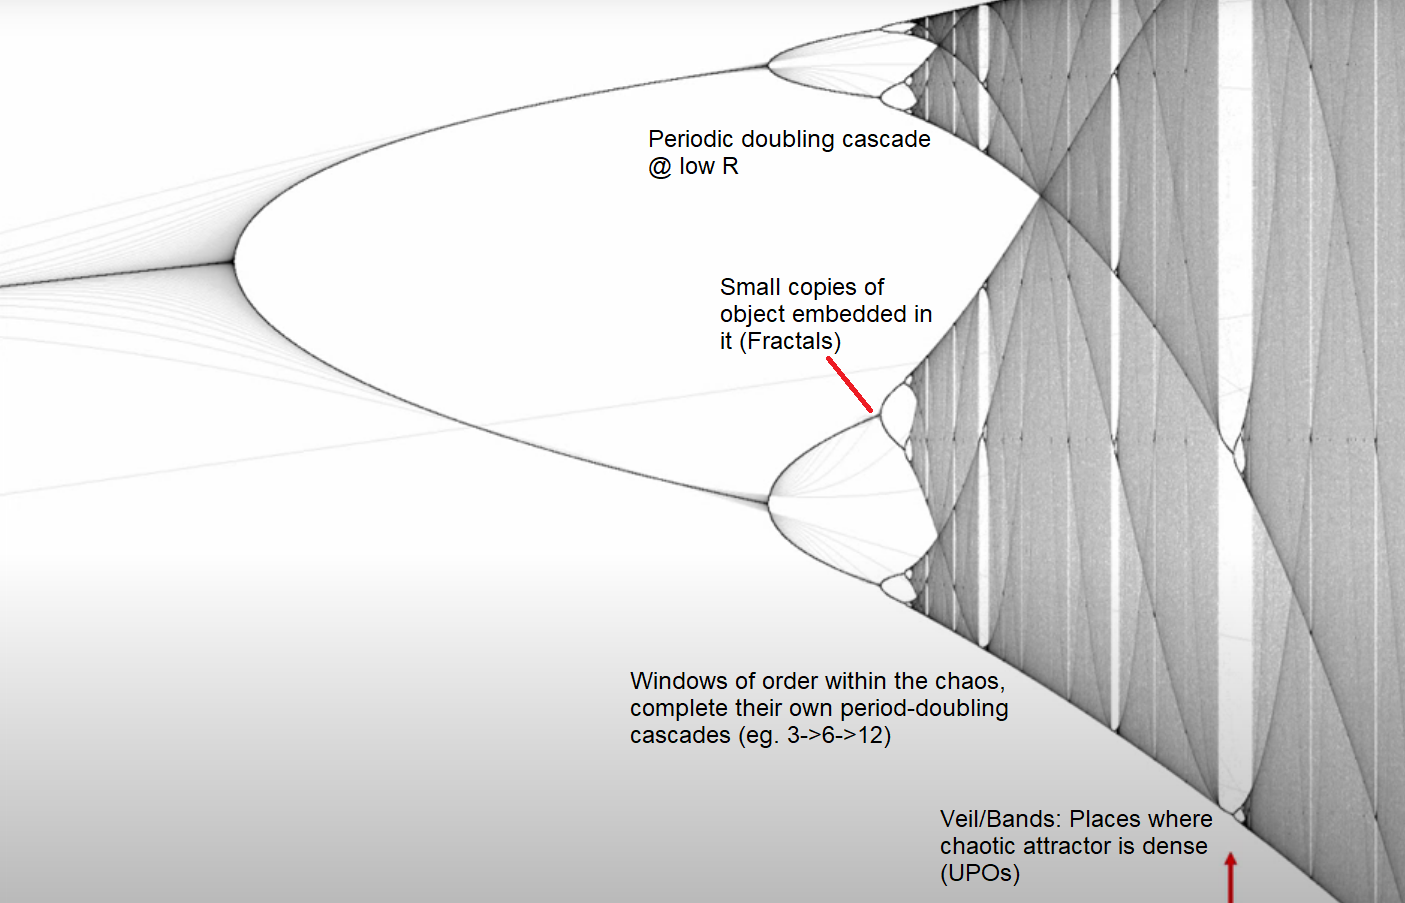 Periodic doubling cascade
@ low R
Small copies of
object embedded in
it (Fractals)
Windows of order within the chaos,
complete their own period-doubling
cascades (eg. 3->6->12)
Veil/Bands: Places where
chaotic attractor is dense
(UPOs)